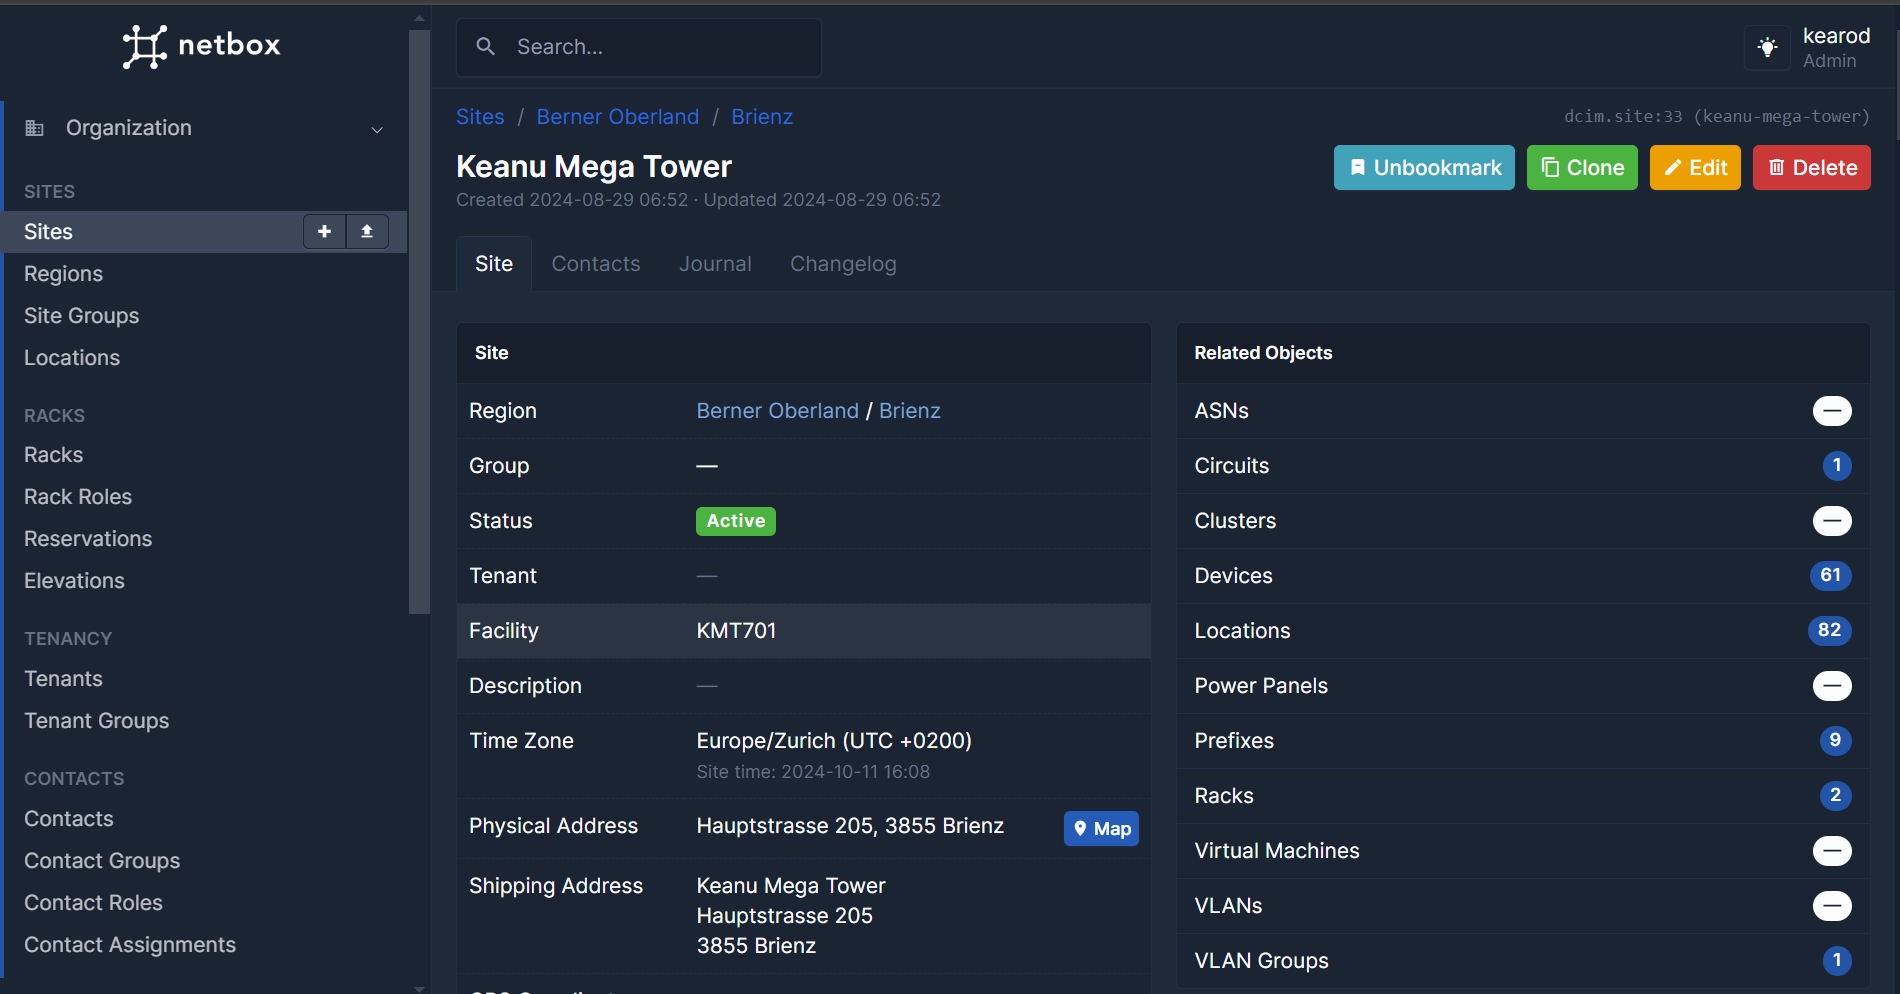 netbox
Organization
SITES
Sites
Regions
Site Groups
Locations
RACKS
Racks
Rack Roles
Reservations
Elevations
TENANCY
Tenants
Tenant Groups
CONTACTS
Contacts
Contact Groups
Contact Roles
Contact Assignments
Search...
kearod
Admin
Sites / Berner Oberland / Brienz
dcim.site:33 (keanu-mega-tower)
Keanu Mega Tower
Created 2024-08-29 06:52 · Updated 2024-08-29 06:52
Unbookmark Clone Edit Delete
Site Contacts Journal Changelog
Site
Region Berner Oberland / Brienz
Group —
Status Active
Tenant —
Facility KMT701
Description —
Time Zone Europe/Zurich (UTC +0200)
Site time: 2024-10-11 16:08
Physical Address Hauptstrasse 205, 3855 Brienz Map
Shipping Address Keanu Mega Tower
Hauptstrasse 205
3855 Brienz
Related Objects
ASNs —
Circuits 1
Clusters —
Devices 61
Locations 82
Power Panels —
Prefixes 9
Racks 2
Virtual Machines —
VLANs —
VLAN Groups 1